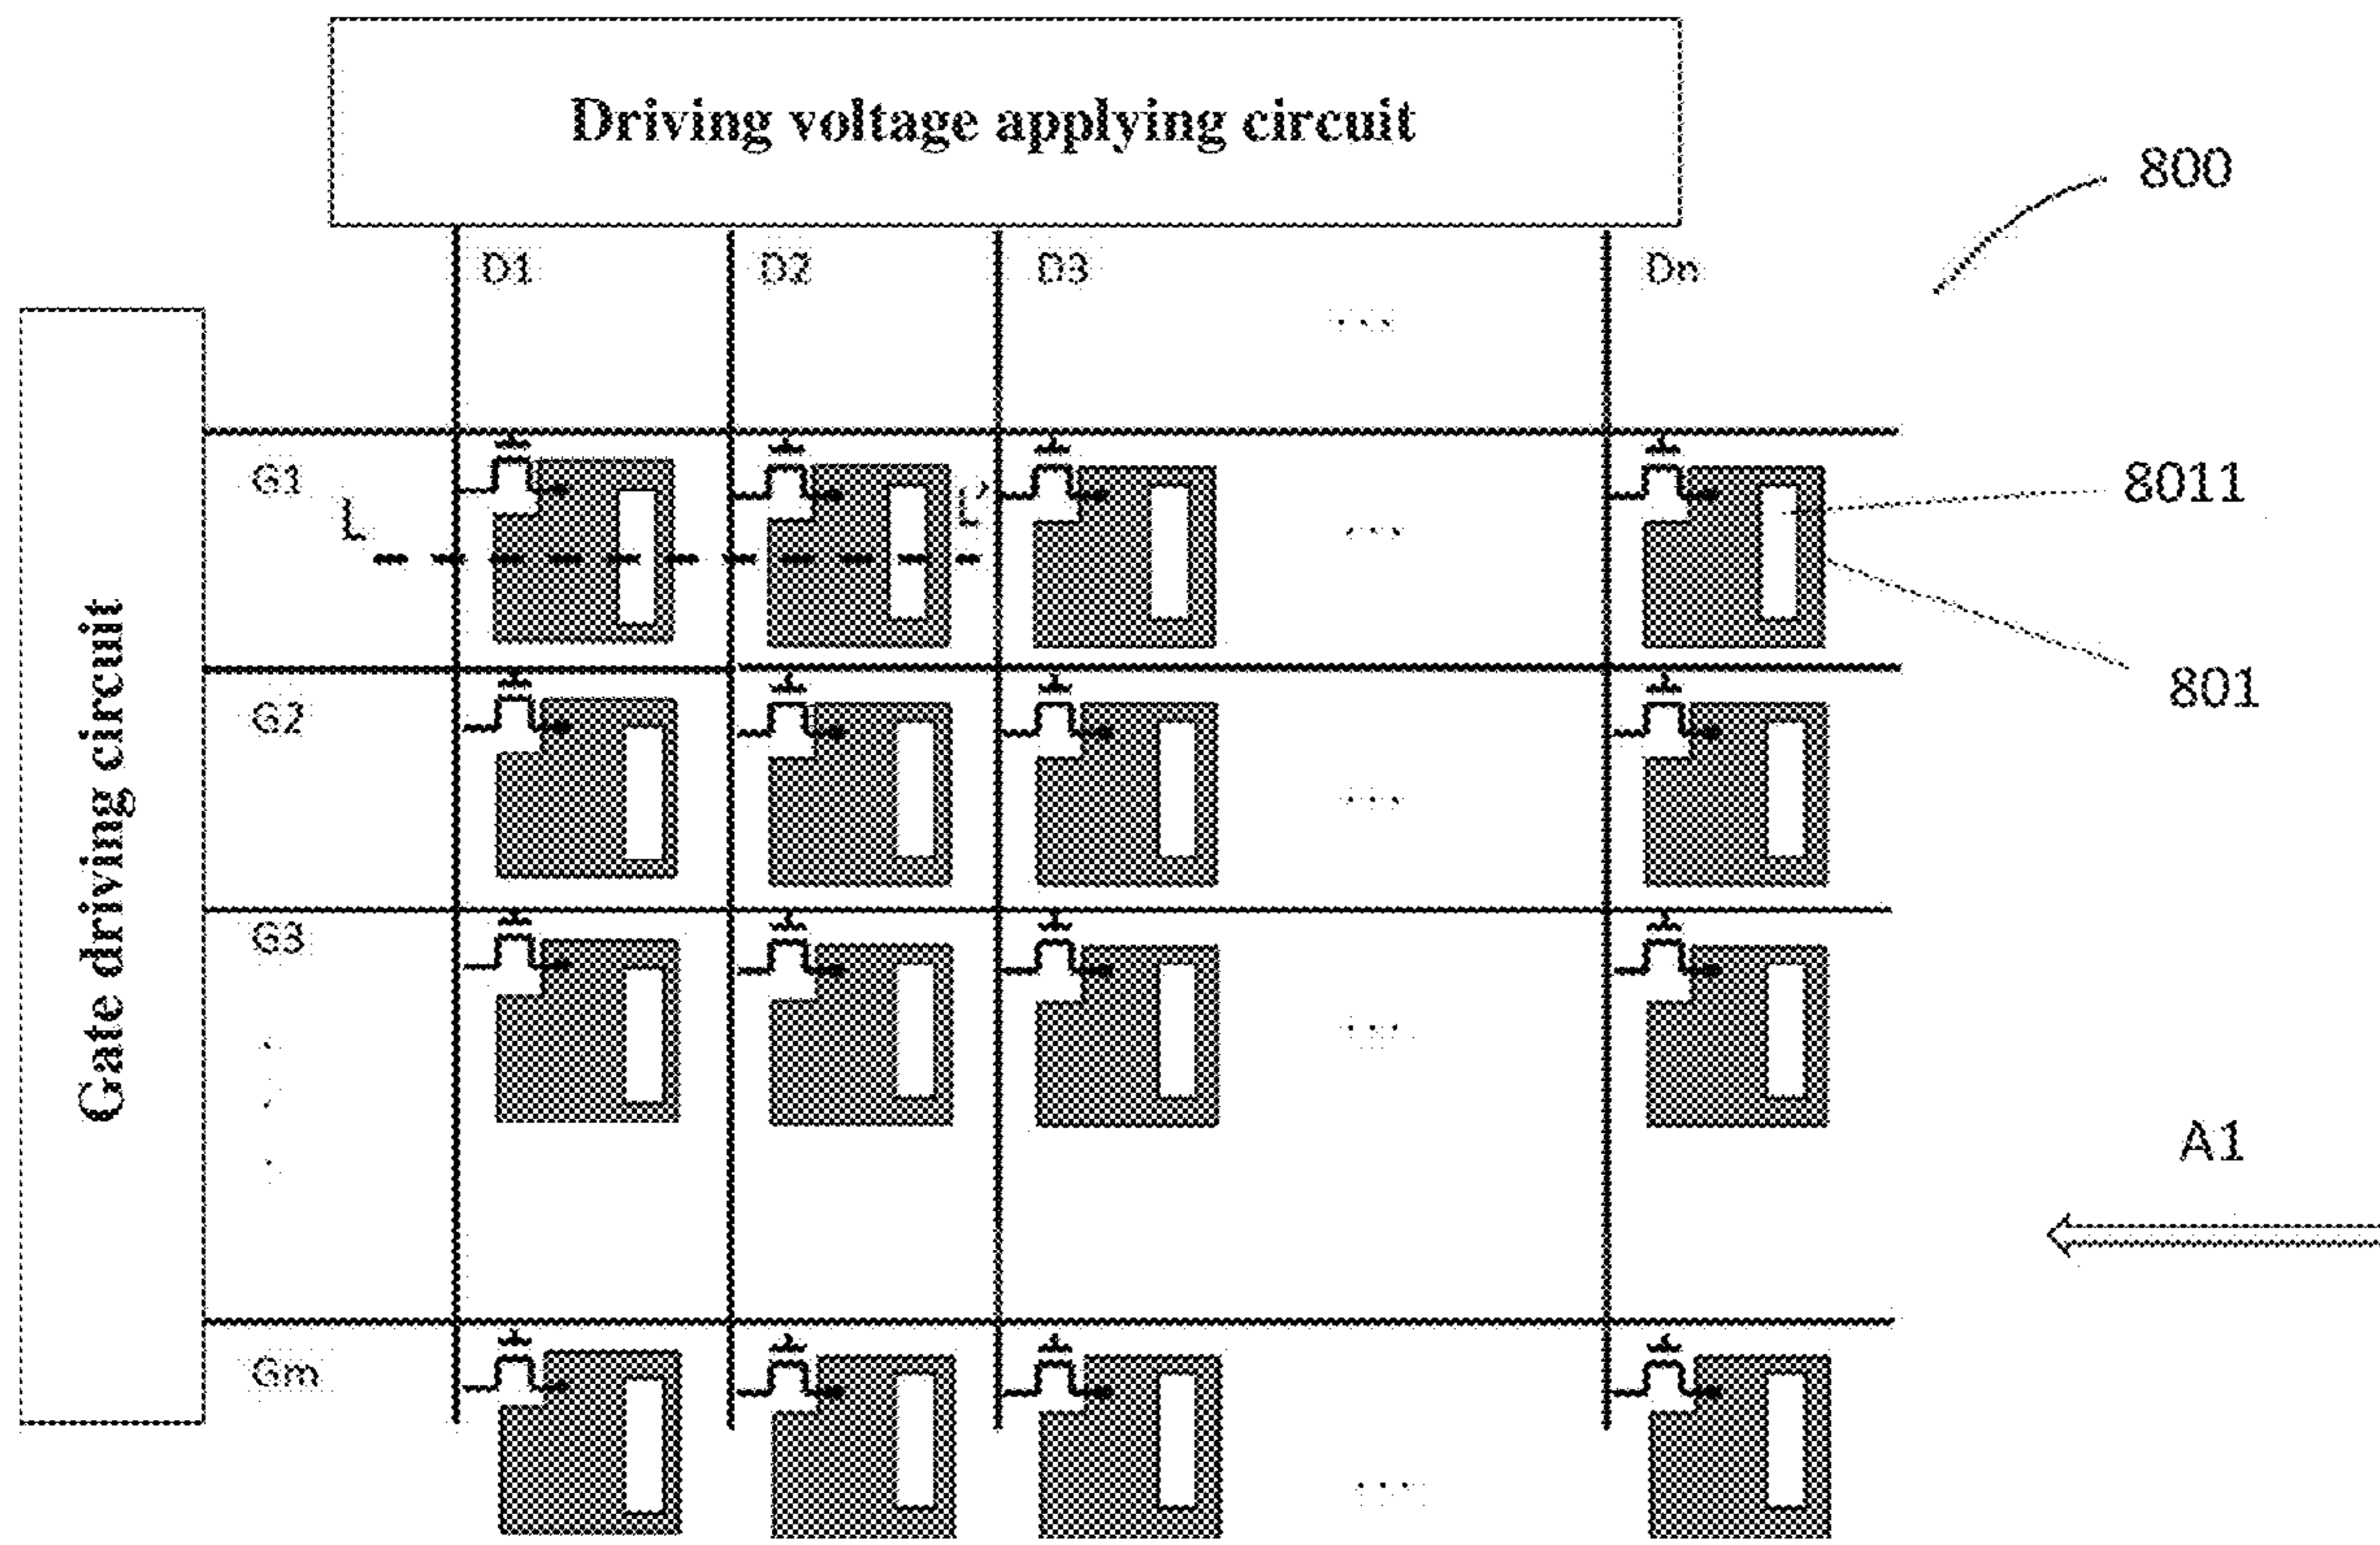 Driving voltage applying circuit
800
D1 D2 D3 Dn
...
Gate driving circuit
G1
L L’
...
8011
801
G2
...
G3
...
A1
Gm
...